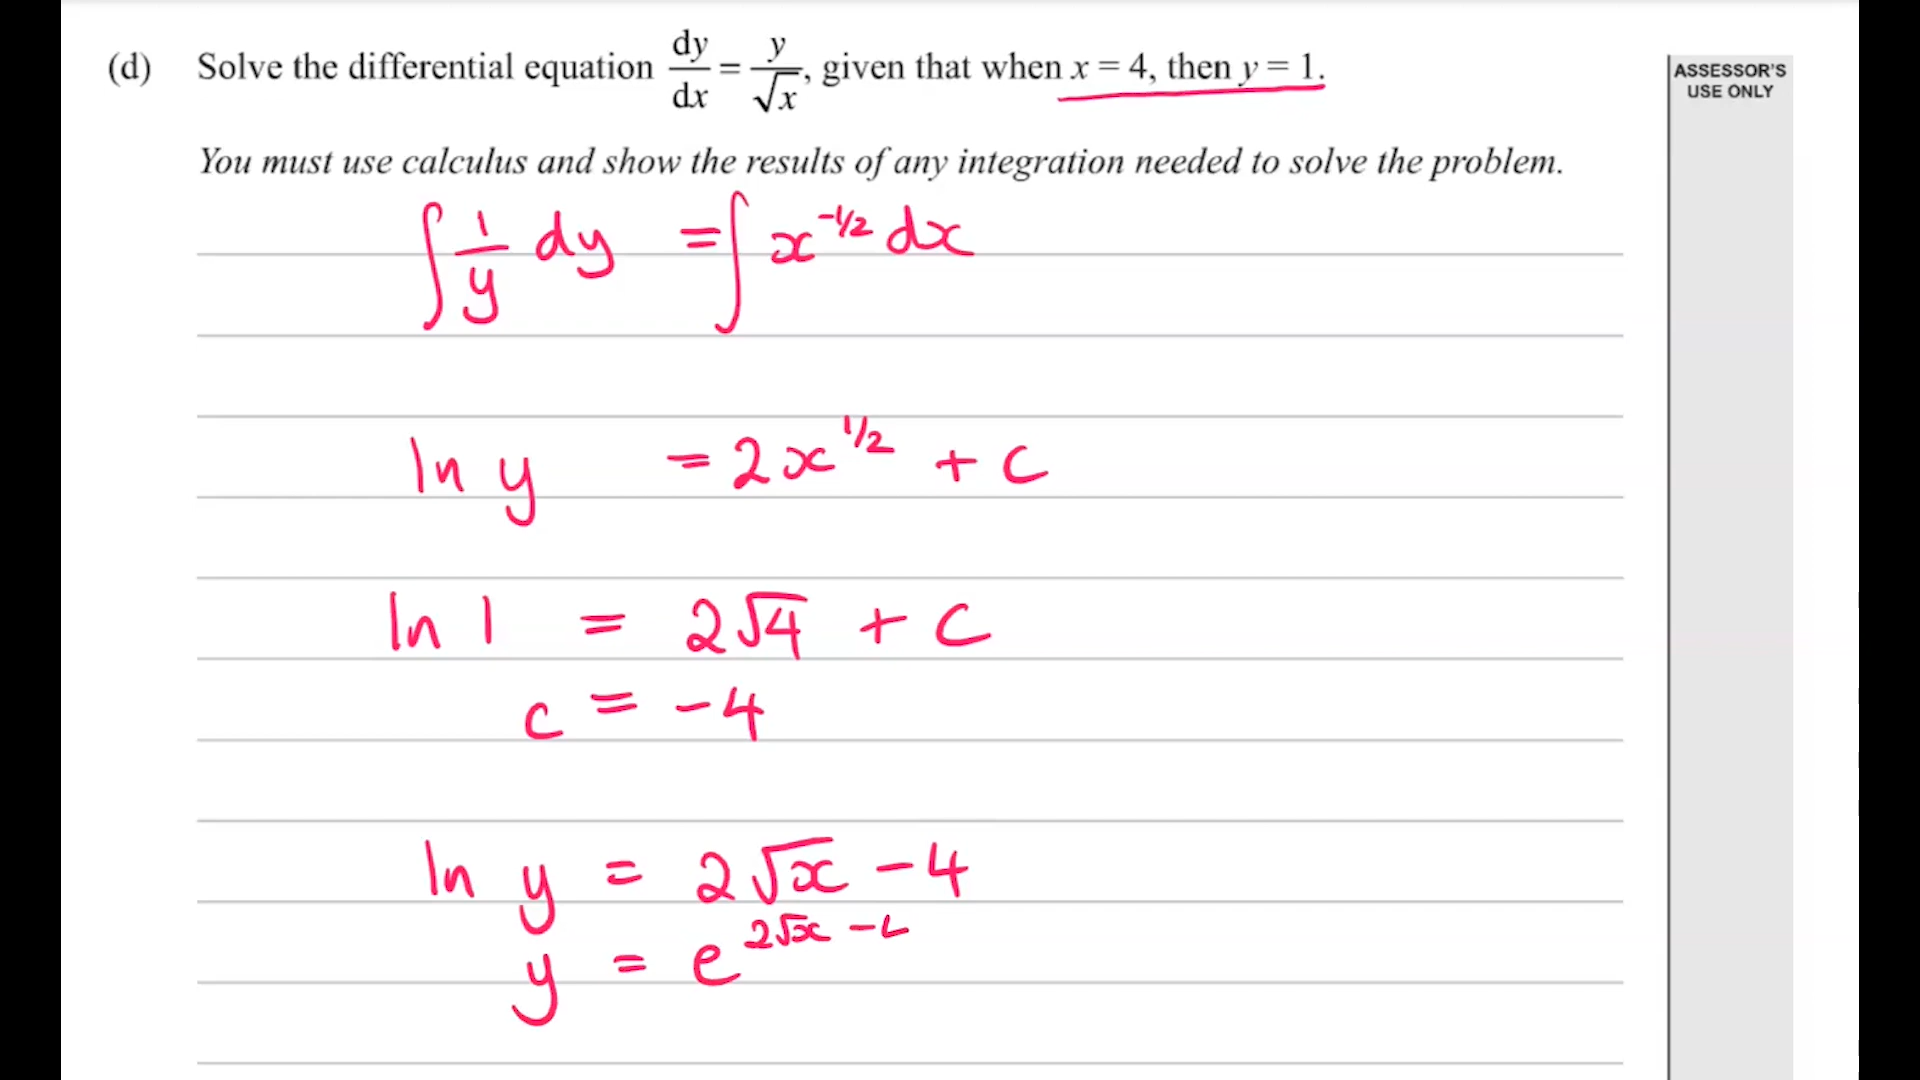 (d) Solve the differential equation dy/dx = y/√x, given that when x = 4, then y = 1.
ASSESSOR'S
USE ONLY
You must use calculus and show the results of any integration needed to solve the problem.
∫ 1/y dy = ∫ x^(-1/2) dx
ln y = 2x^(1/2) + c
ln 1 = 2√4 + c
c = -4
ln y = 2√x - 4
y = e^(2√x -